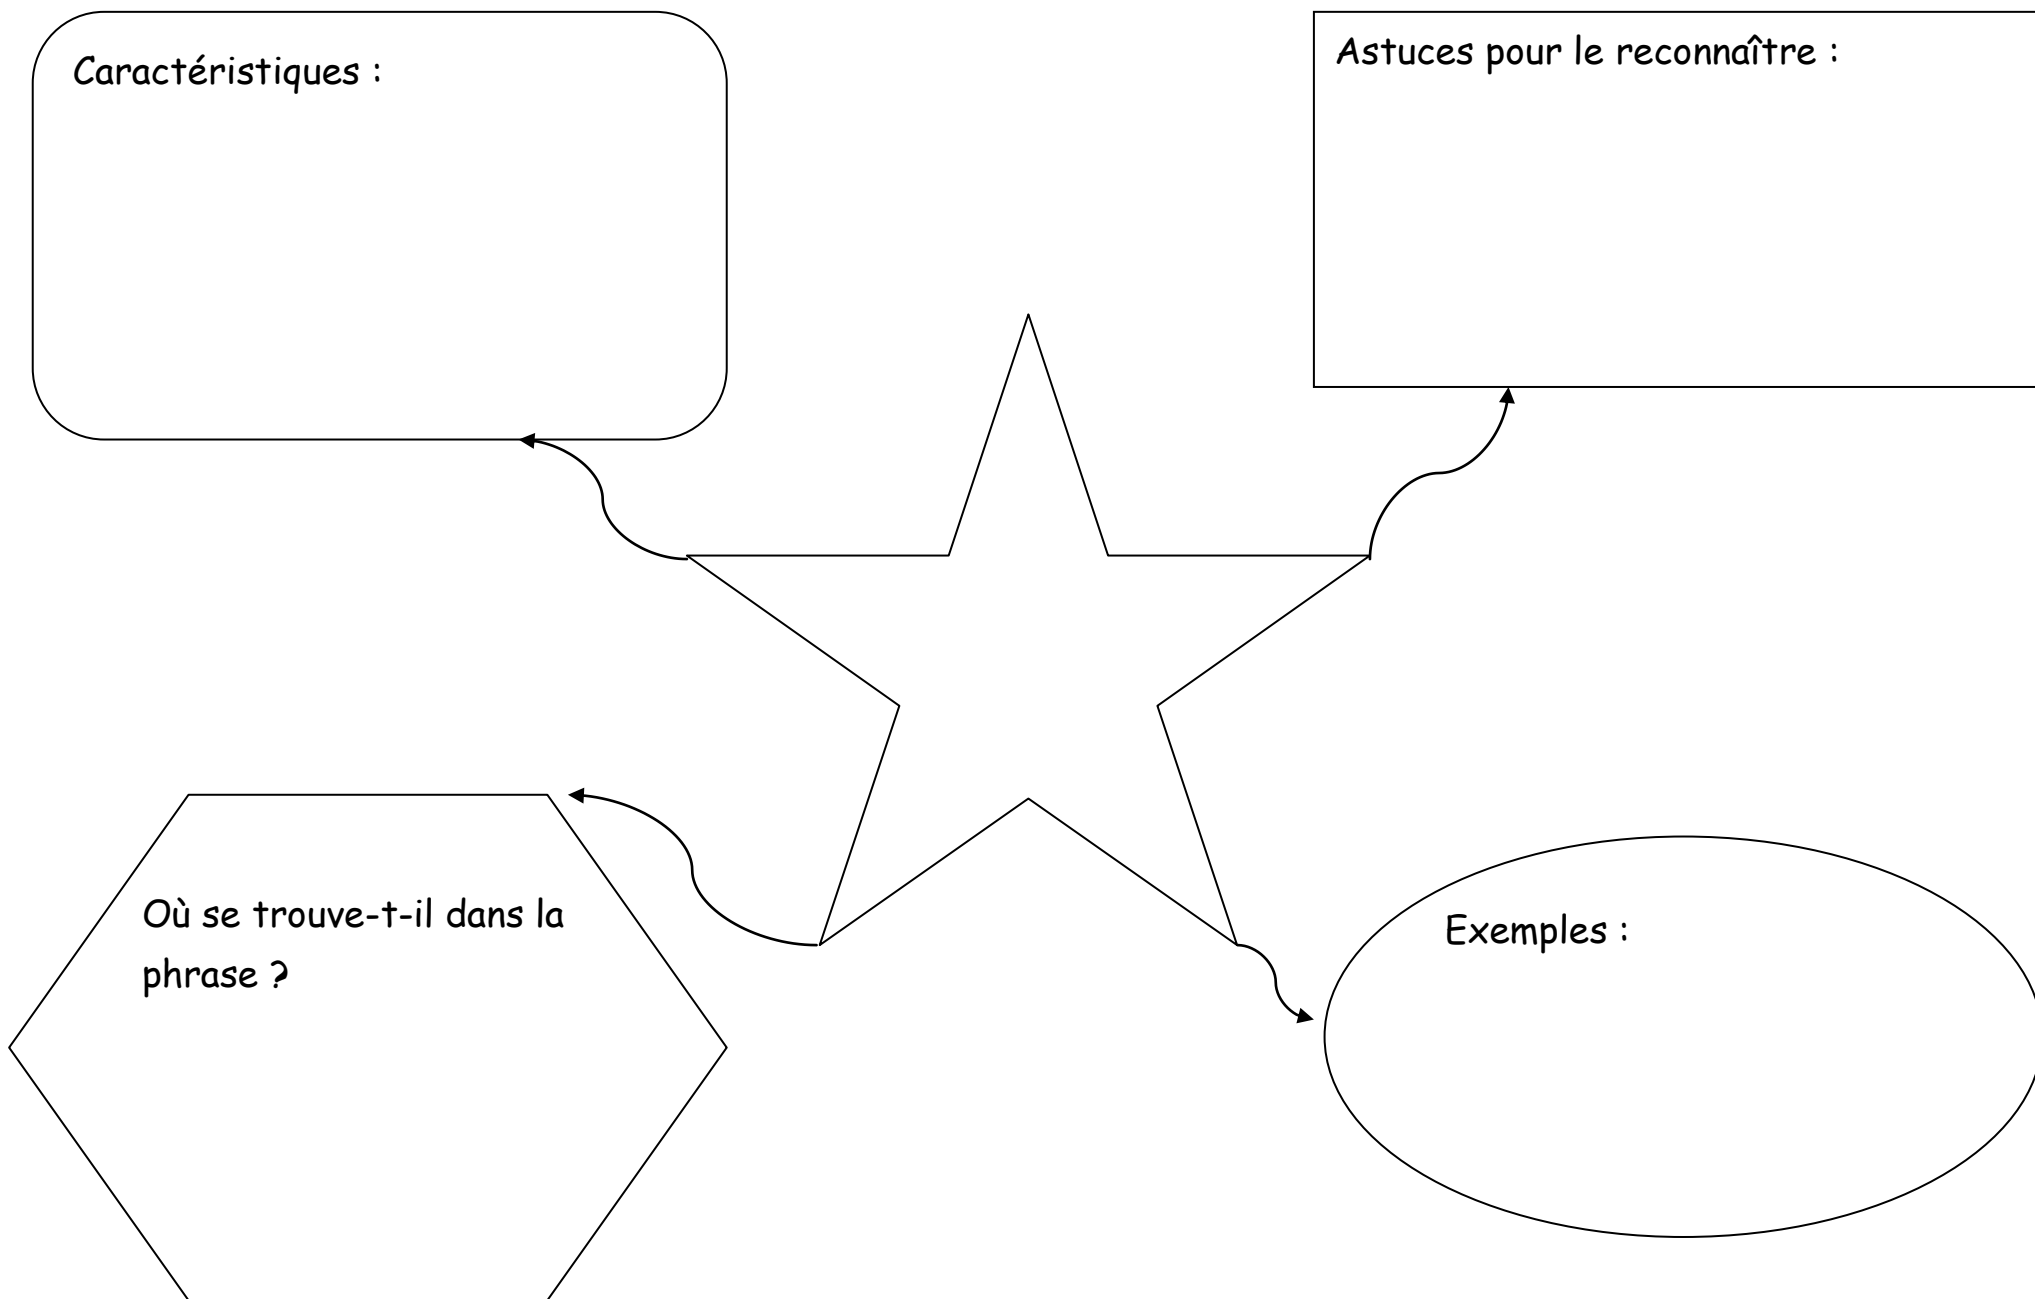 Caractéristiques :
Astuces pour le reconnaître :
Où se trouve-t-il dans la
phrase ?
Exemples :